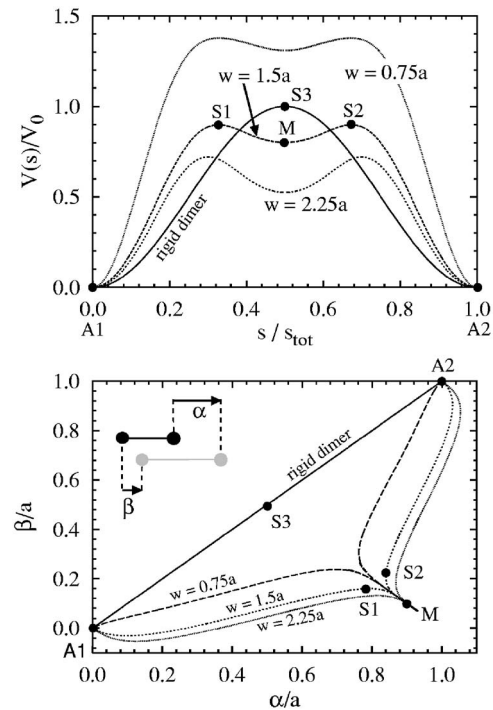 1.5
w = 1.5a
w = 0.75a
S3
S1
S2
1.0
M
V(s)/V₀
0.5
rigid dimer
w = 2.25a
0.0
0.0 0.2 0.4 0.6 0.8 1.0
A1 s / s_tot A2
A2
1.0
α
0.8
rigid dimer
β
0.6
β/a
S3
0.4
S2
0.2
w = 0.75a
w = 1.5a
S1
w = 2.25a
M
0.0
A1
0.0 0.2 0.4 0.6 0.8 1.0
α/a